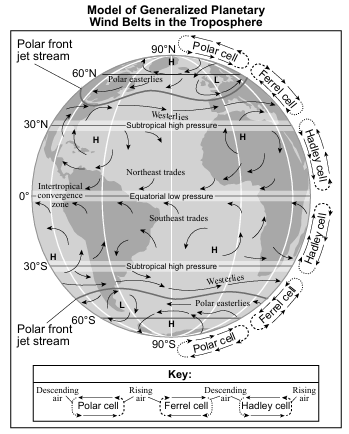 Model of Generalized Planetary
Wind Belts in the Troposphere
Polar front
jet stream
90°N
Polar cell
60°N
H
L
Polar easterlies
Ferrel cell
Westerlies
30°N
Subtropical high pressure
H
H
Hadley cell
Northeast trades
Intertropical
convergence
zone
0°
Equatorial low pressure
Southeast trades
Hadley cell
H
H
30°S
Subtropical high pressure
Westerlies
Ferrel cell
L
Polar easterlies
60°S
H
Polar front
jet stream
90°S
Polar cell
Key:
Descending
air
Rising
air
Descending
air
Rising
air
Polar cell
Ferrel cell
Hadley cell